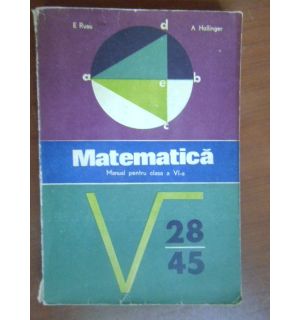 E Rusu
A Hollinger
d
a
e
b
c
Matematică
Manual pentru clasa a VI-a
28
45